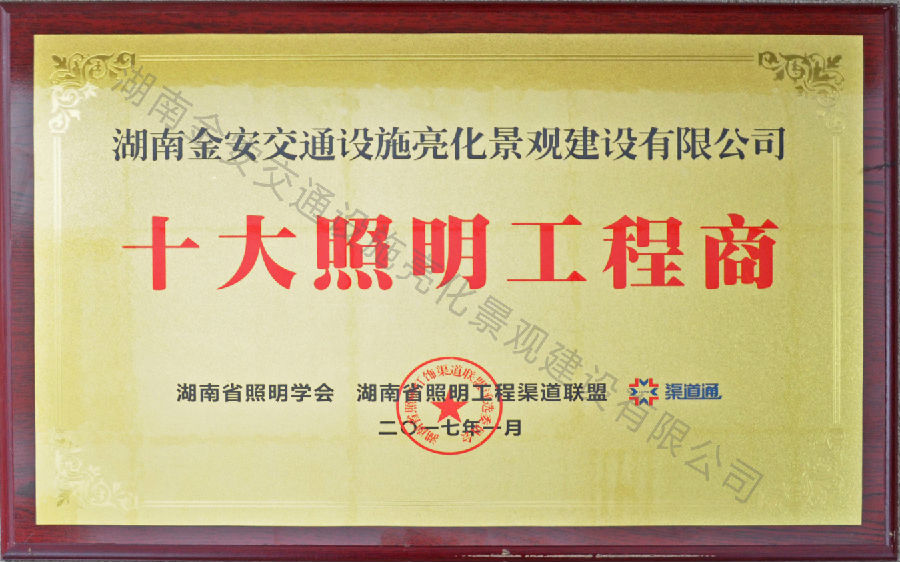 湖南金安交通设施亮化景观建设有限公司
十大照明工程商
湖南省照明学会 湖南省照明工程渠道联盟 渠道通
二〇一七年一月
湖南金安交通设施亮化景观建设有限公司